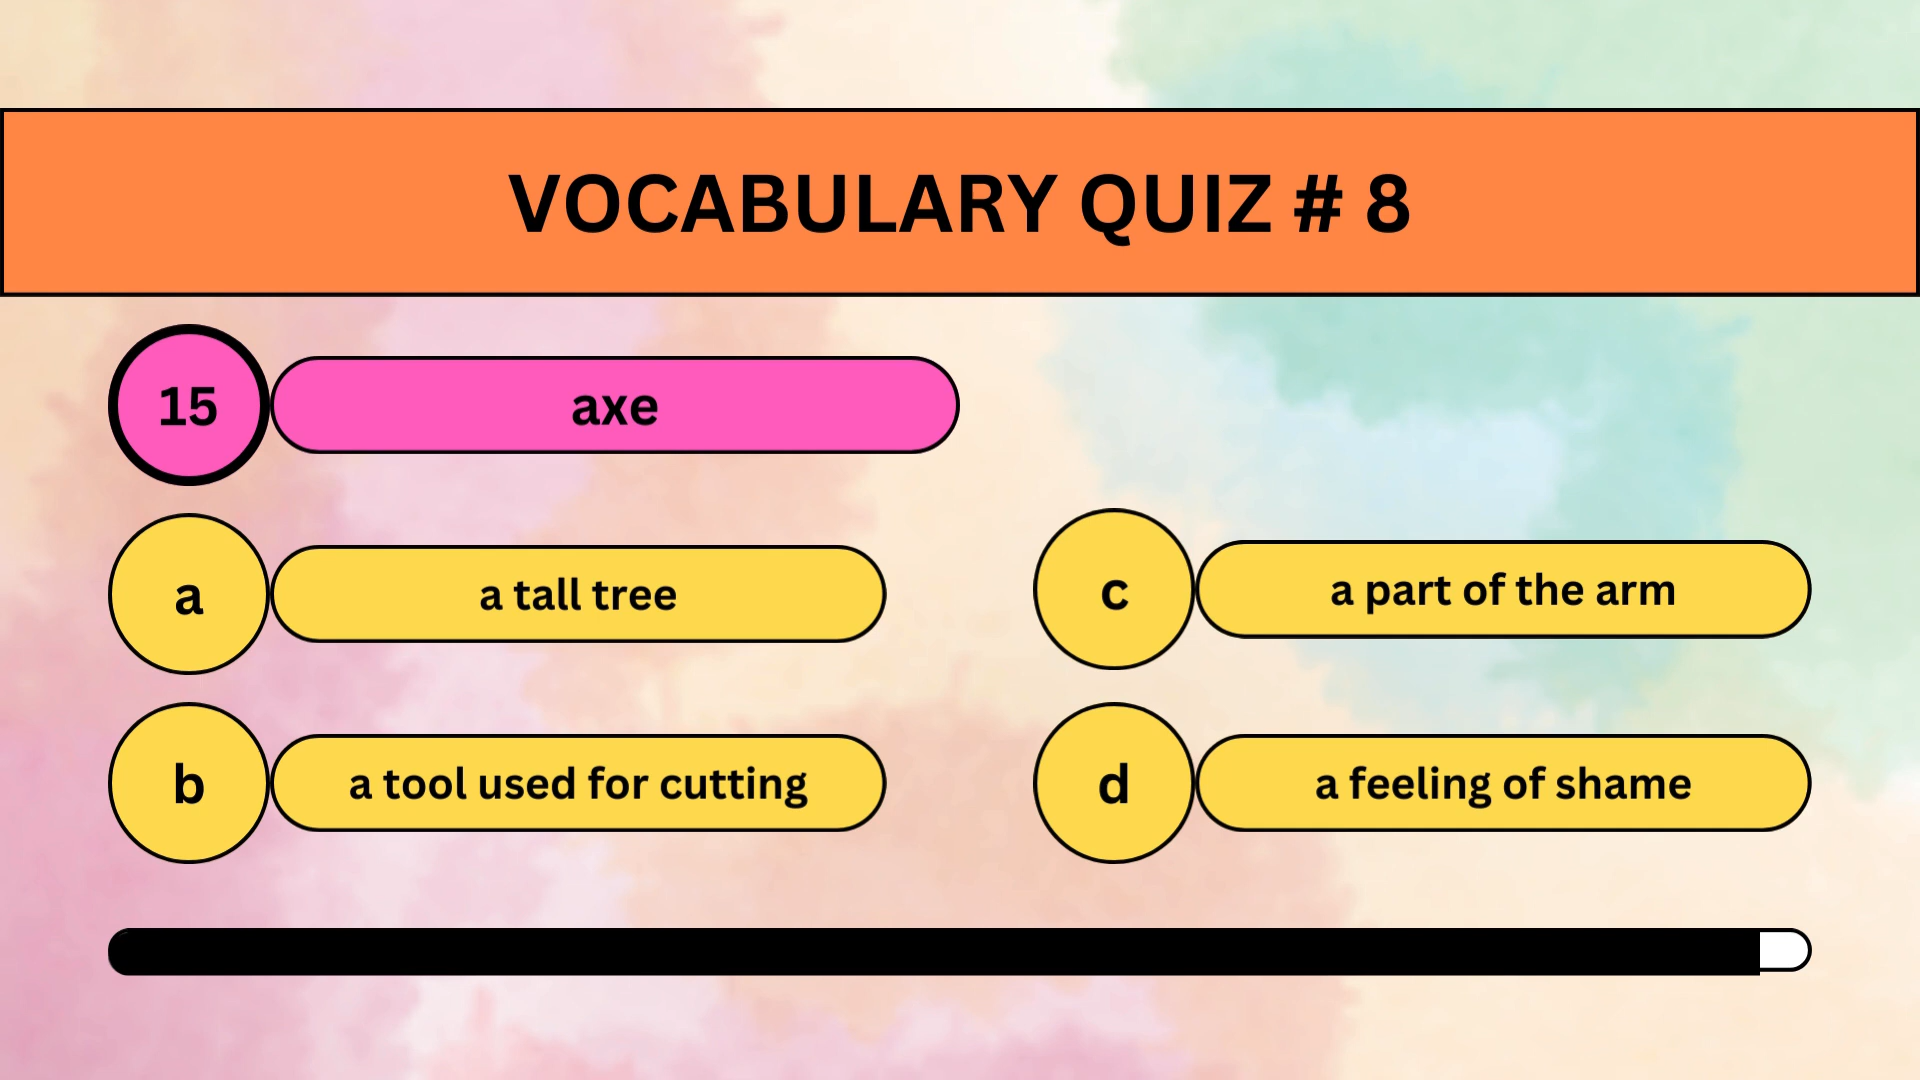 VOCABULARY QUIZ # 8
15 axe
a a tall tree
b a tool used for cutting
c a part of the arm
d a feeling of shame